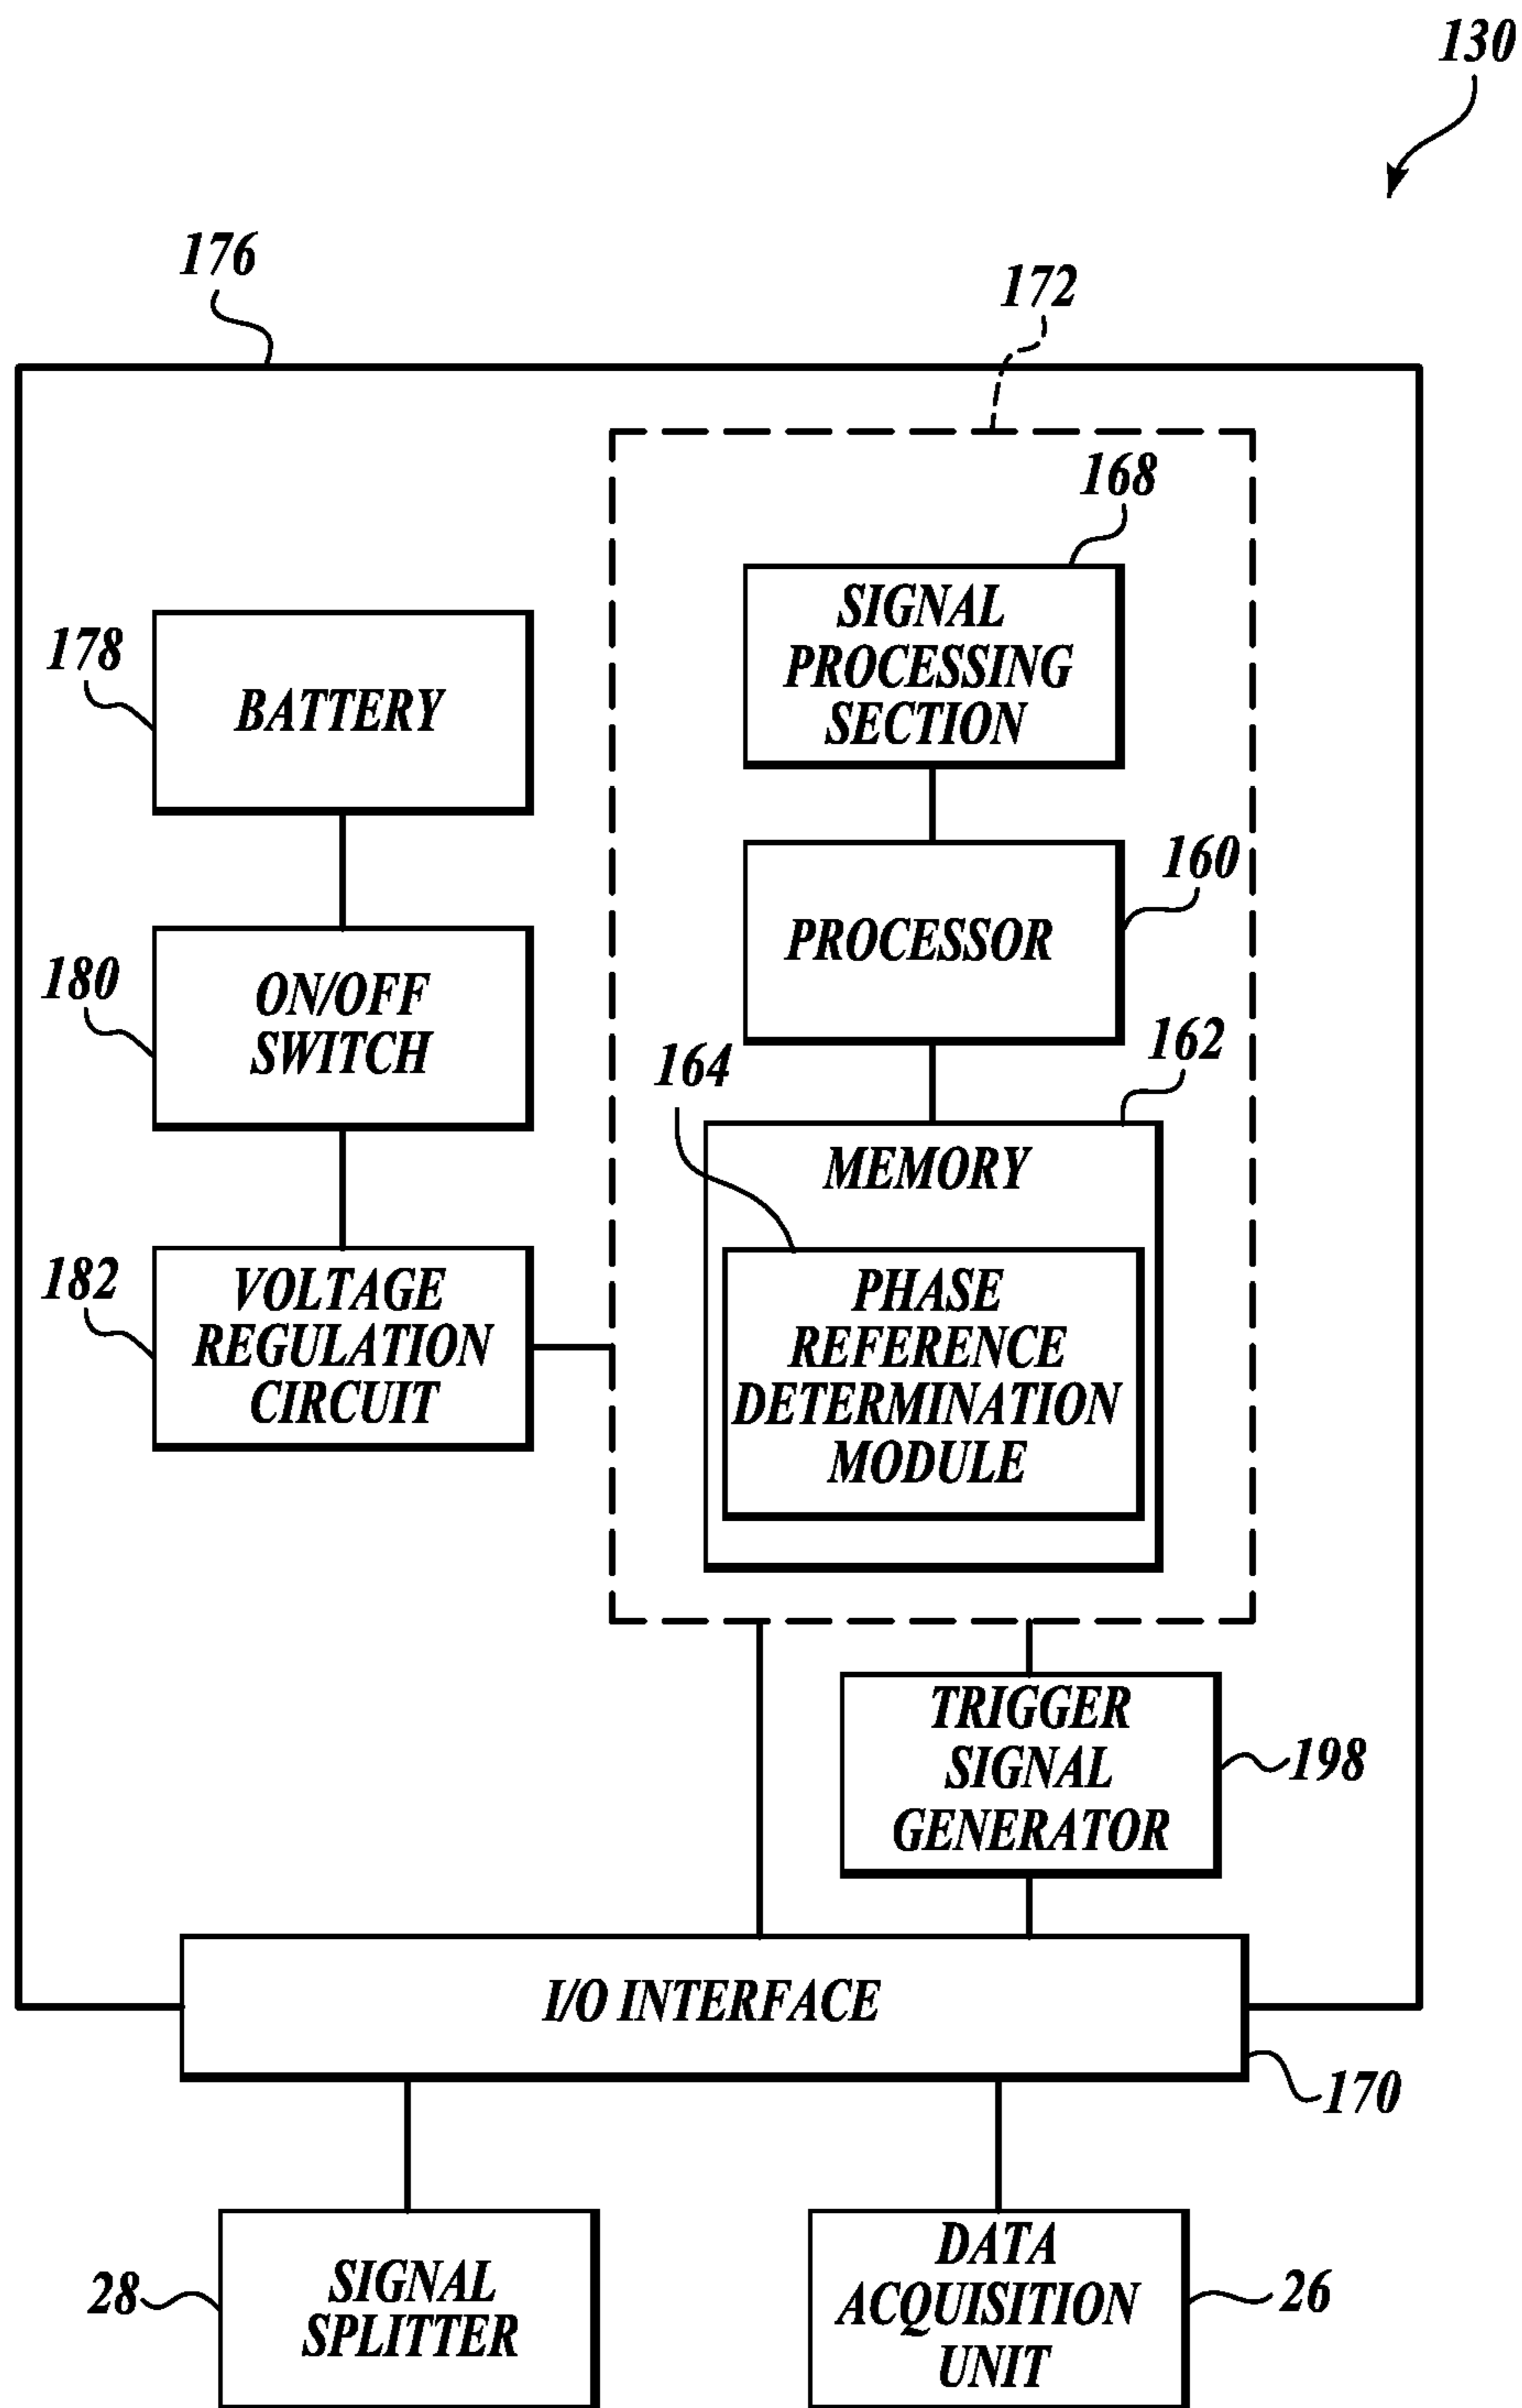 130
176
172
168
SIGNAL
PROCESSING
SECTION
178
BATTERY
160
PROCESSOR
180
ON/OFF
SWITCH
162
164
MEMORY
182
VOLTAGE
REGULATION
CIRCUIT
PHASE
REFERENCE
DETERMINATION
MODULE
TRIGGER
SIGNAL
GENERATOR
198
I/O INTERFACE
170
28
SIGNAL
SPLITTER
DATA
ACQUISITION
UNIT
26